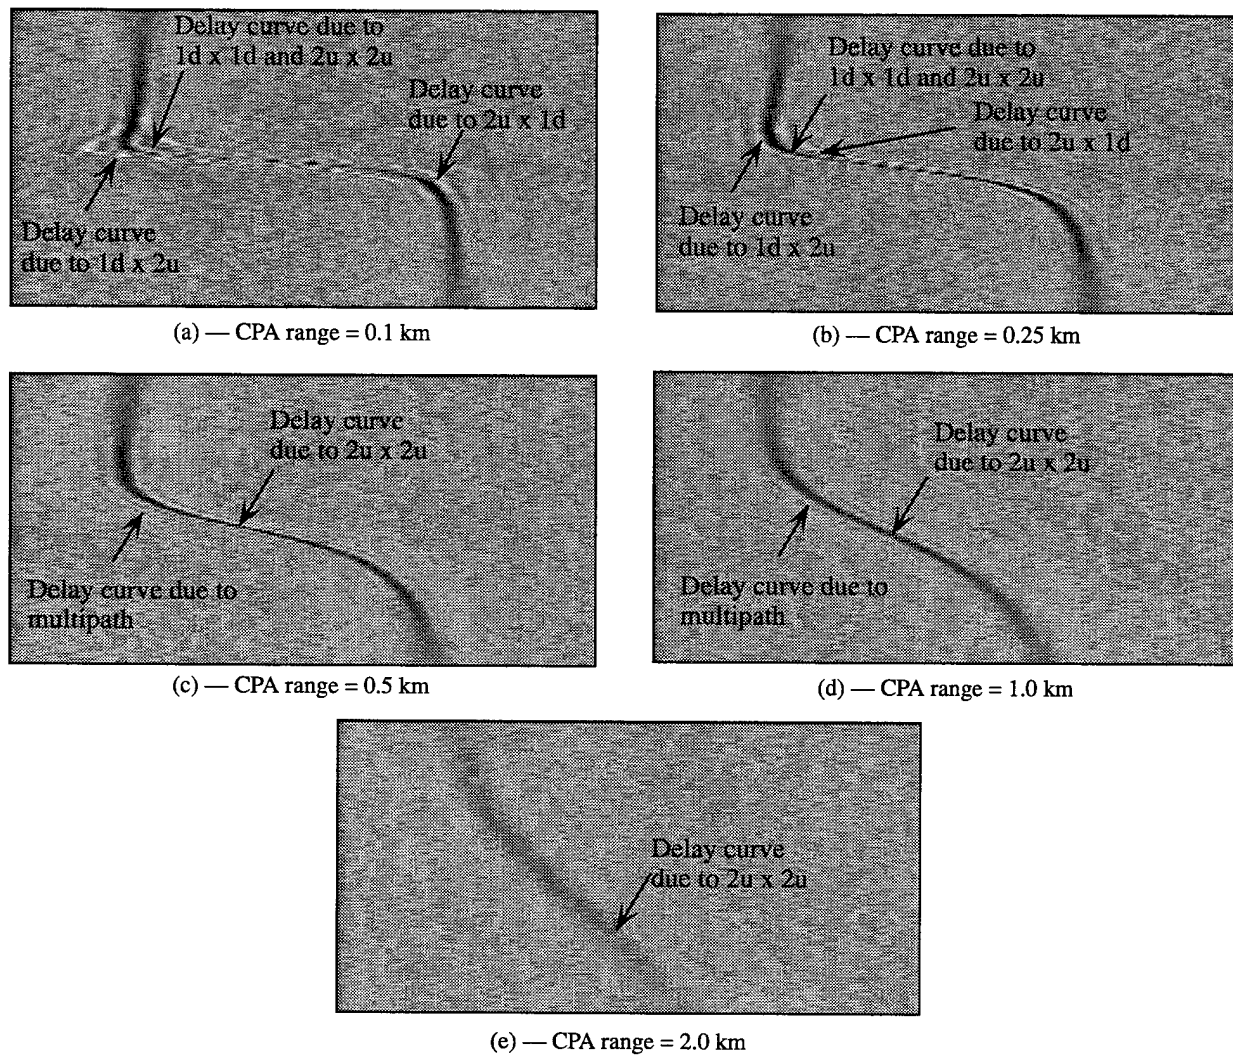 Delay curve due to
1d x 1d and 2u x 2u
Delay curve
due to 2u x 1d
Delay curve
due to 1d x 2u
(a) — CPA range = 0.1 km
Delay curve due to
1d x 1d and 2u x 2u
Delay curve
due to 2u x 1d
Delay curve
due to 1d x 2u
(b) — CPA range = 0.25 km
Delay curve
due to 2u x 2u
Delay curve due to
multipath
(c) — CPA range = 0.5 km
Delay curve
due to 2u x 2u
Delay curve due to
multipath
(d) — CPA range = 1.0 km
Delay curve
due to 2u x 2u
(e) — CPA range = 2.0 km